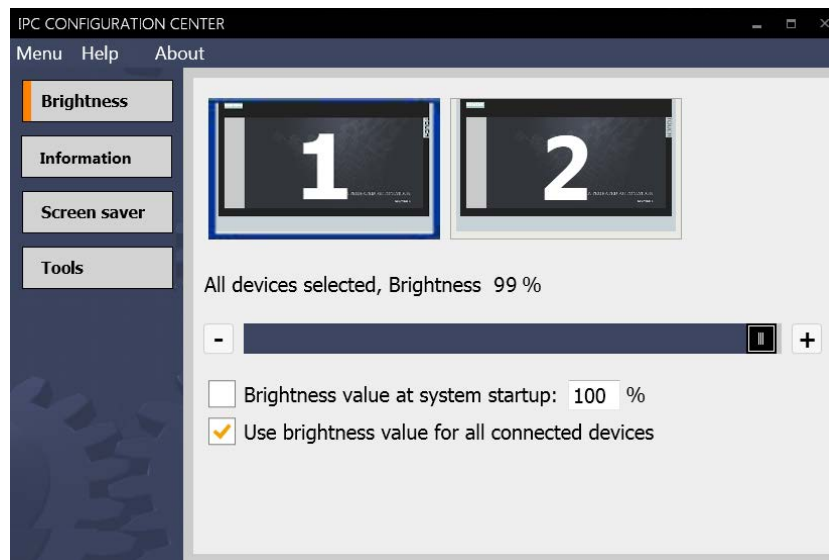 IPC CONFIGURATION CENTER
Menu Help About
Brightness
Information
Screen saver
Tools
1
2
All devices selected, Brightness 99 %
- +
Brightness value at system startup: 100 %
Use brightness value for all connected devices